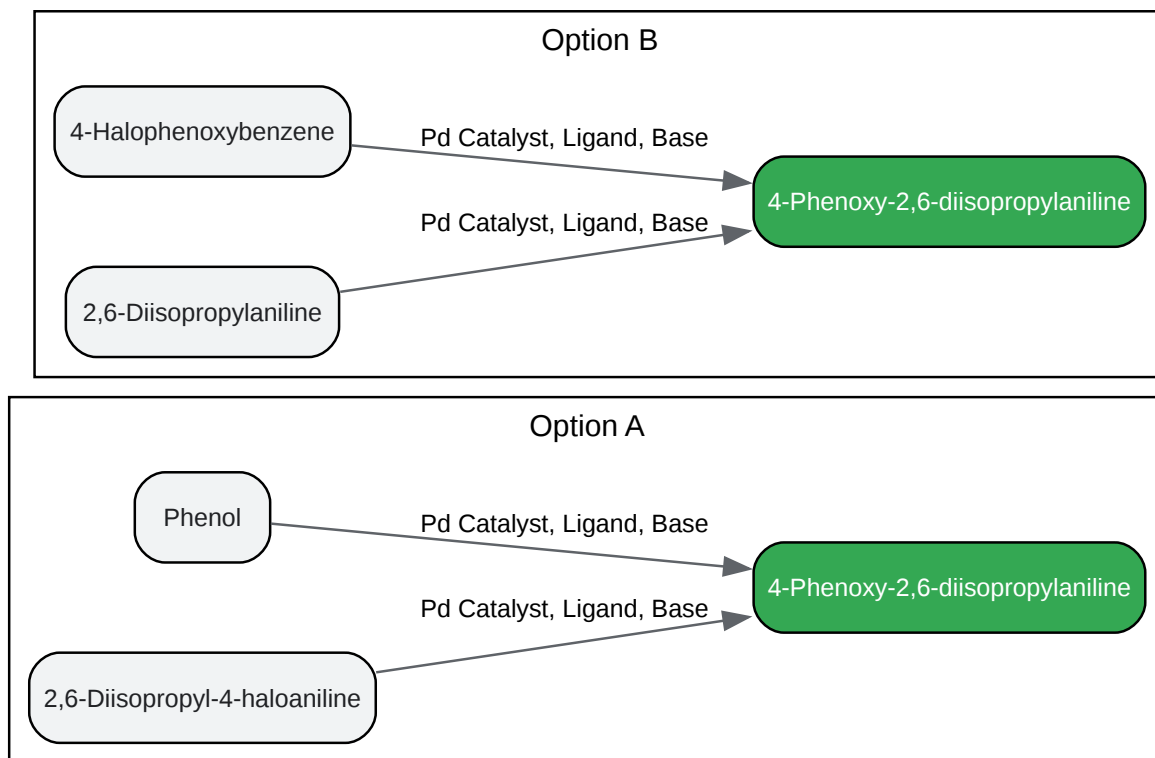 Option B
4-Halophenoxybenzene
Pd Catalyst, Ligand, Base
4-Phenoxy-2,6-diisopropylaniline
Pd Catalyst, Ligand, Base
2,6-Diisopropylaniline
Option A
Phenol
Pd Catalyst, Ligand, Base
4-Phenoxy-2,6-diisopropylaniline
Pd Catalyst, Ligand, Base
2,6-Diisopropyl-4-haloaniline